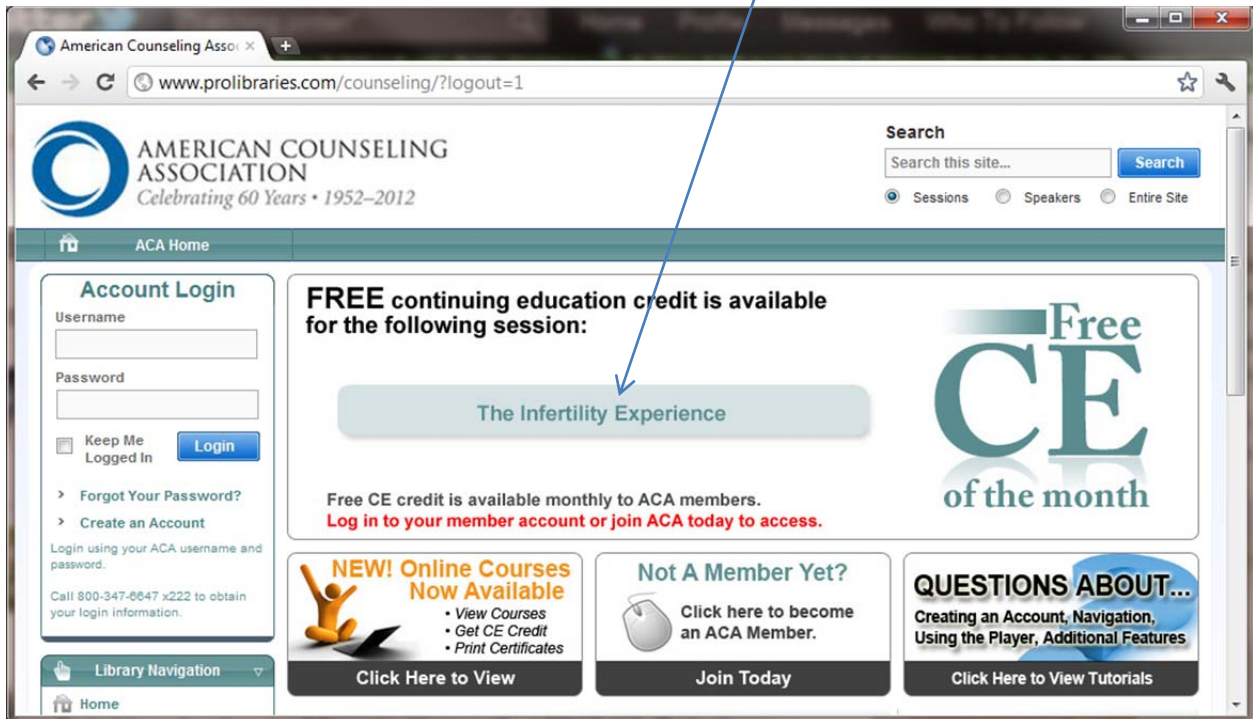 American Counseling Asso
www.prolibraries.com/counseling/?logout=1
AMERICAN COUNSELING
ASSOCIATION
Celebrating 60 Years • 1952–2012
Search
Search this site...
Search
Sessions
Speakers
Entire Site
ACA Home
Account Login
Username
Password
Keep Me
Logged In
Login
> Forgot Your Password?
> Create an Account
Login using your ACA username and
password.
Call 800-347-6647 x222 to obtain
your login information.
Library Navigation
Home
FREE continuing education credit is available
for the following session:
The Infertility Experience
Free CE credit is available monthly to ACA members.
Log in to your member account or join ACA today to access.
Free
CE
of the month
NEW! Online Courses
Now Available
• View Courses
• Get CE Credit
• Print Certificates
Click Here to View
Not A Member Yet?
Click here to become
an ACA Member.
Join Today
QUESTIONS ABOUT...
Creating an Account, Navigation,
Using the Player, Additional Features
Click Here to View Tutorials